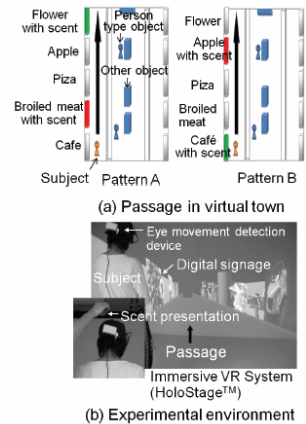 Flower
with scent
Person
type object
Apple
Other object
Piza
Broiled meat
with scent
Cafe
Subject
Pattern A
Flower
Apple
with scent
Piza
Broiled
meat
Café
with scent
Pattern B
(a) Passage in virtual town
Eye movement detection
device
Digital signage
Subject
Scent presentation
Passage
Immersive VR System
(HoloStage™)
(b) Experimental environment